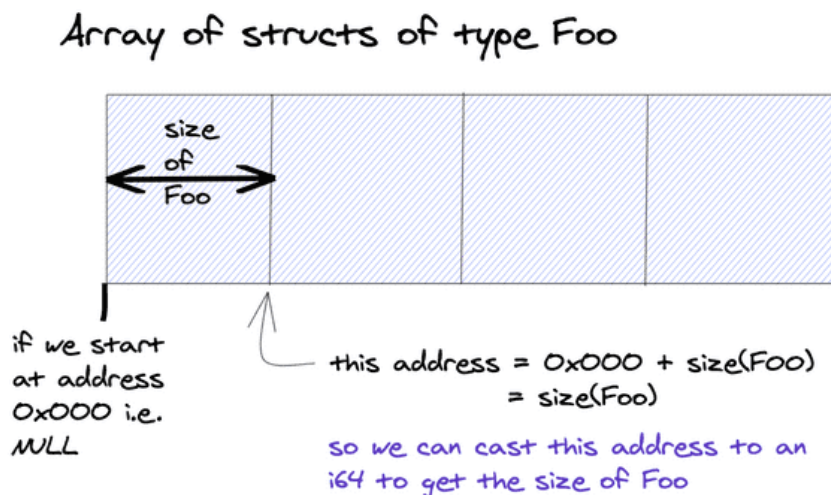 Array of structs of type Foo
size
of
Foo
if we start
at address
0x000 i.e.
NULL
this address = 0x000 + size(Foo)
= size(Foo)
so we can cast this address to an
i64 to get the size of Foo